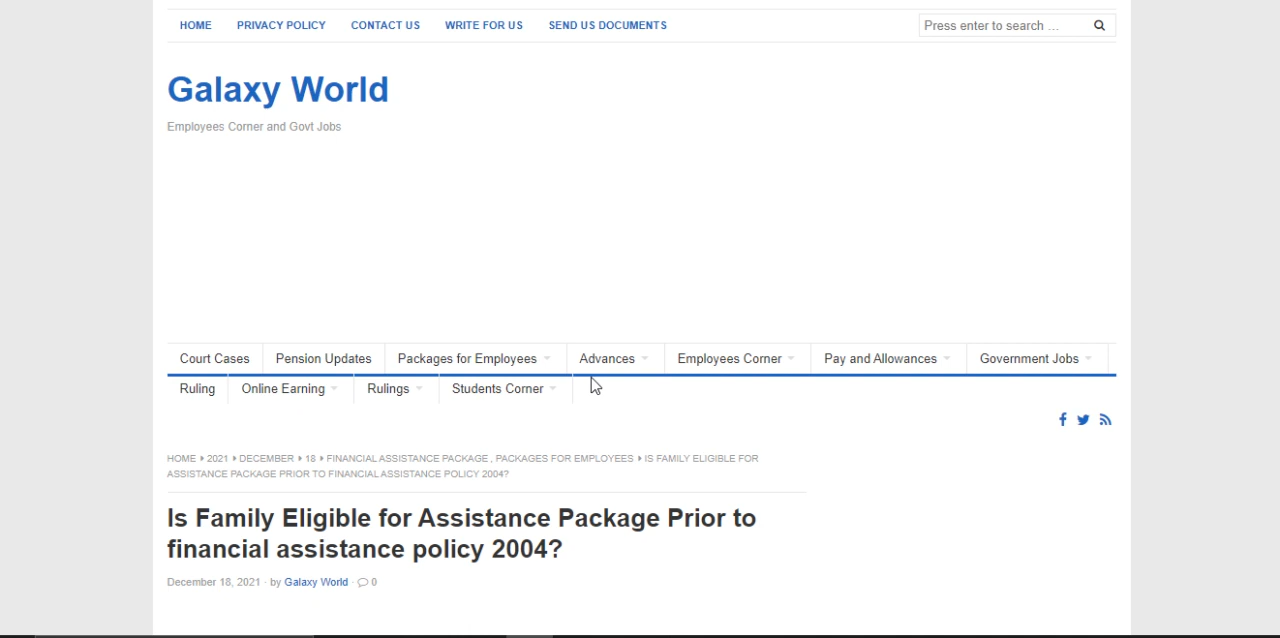 HOME PRIVACY POLICY CONTACT US WRITE FOR US SEND US DOCUMENTS Press enter to search ...
Galaxy World
Employees Corner and Govt Jobs
Court Cases Pension Updates Packages for Employees Advances Employees Corner Pay and Allowances Government Jobs
Ruling Online Earning Rulings Students Corner
HOME 2021 DECEMBER 18 FINANCIAL ASSISTANCE PACKAGE , PACKAGES FOR EMPLOYEES IS FAMILY ELIGIBLE FOR
ASSISTANCE PACKAGE PRIOR TO FINANCIAL ASSISTANCE POLICY 2004?
Is Family Eligible for Assistance Package Prior to
financial assistance policy 2004?
December 18, 2021 · by Galaxy World · 0